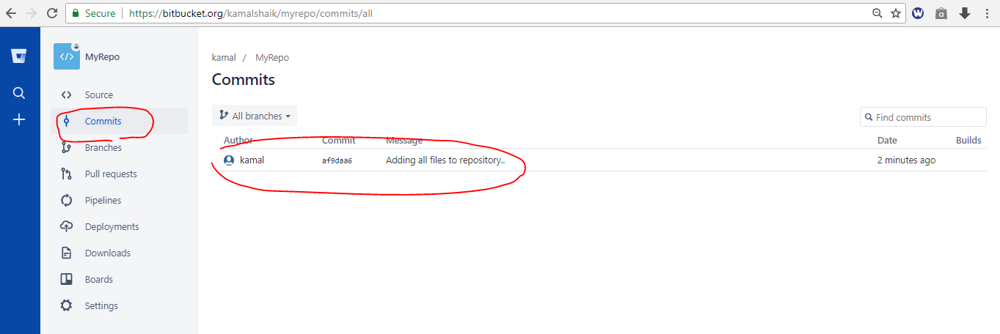 Secure https://bitbucket.org/kamalshaik/myrepo/commits/all
MyRepo
Source
Commits
Branches
Pull requests
Pipelines
Deployments
Downloads
Boards
Settings
kamal / MyRepo
Commits
All branches
Find commits
Author Commit Message Date Builds
kamal af9daa6 Adding all files to repository.. 2 minutes ago